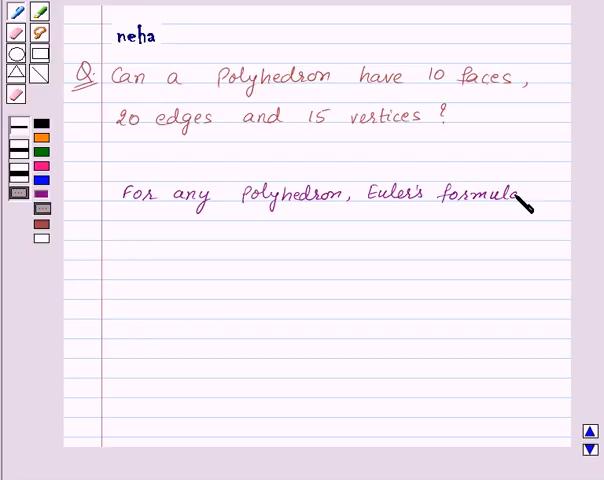 neha
Q. Can a Polyhedron have 10 faces,
20 edges and 15 vertices?
For any Polyhedron, Euler's formula